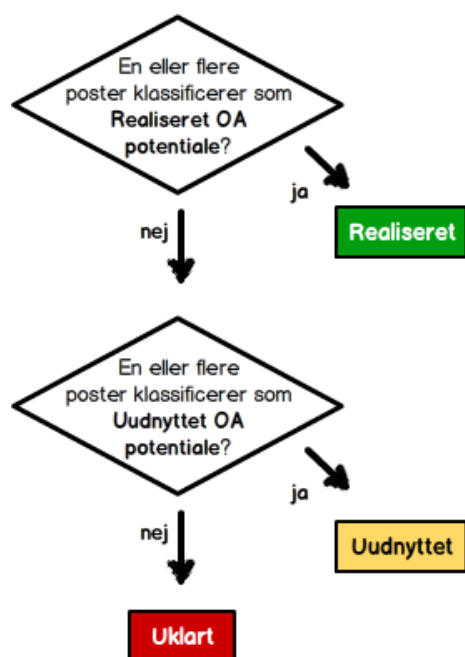 En eller flere
poster klassificerer som
Realiseret OA
potentiale?
ja
nej
Realiseret
En eller flere
poster klassificerer som
Uudnyttet OA
potentiale?
ja
nej
Uudnyttet
Uklart